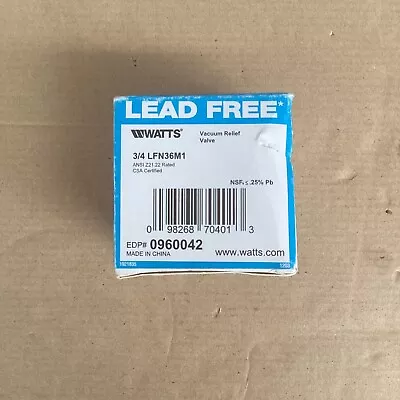 LEAD FREE*
WATTS® Vacuum Relief
Valve
3/4 LFN36M1
ANSI Z21.22 Rated
CSA Certified
NSF® ≤ .25% Pb
0 98268 70401 3
EDP# 0960042
MADE IN CHINA
www.watts.com